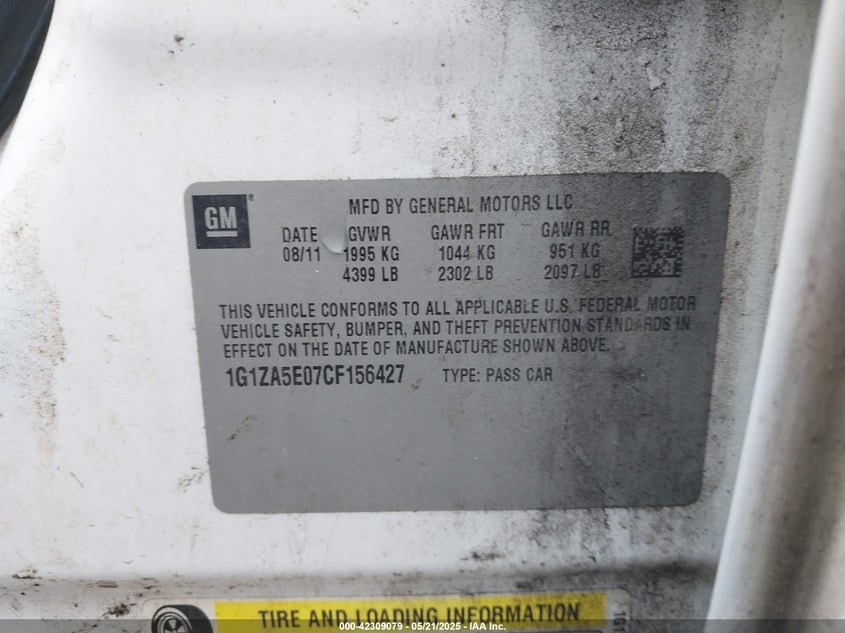 GM ®
MFD BY GENERAL MOTORS LLC
DATE GVWR GAWR FRT GAWR RR
08/11 1995 KG 1044 KG 951 KG
4399 LB 2302 LB 2097 LB
THIS VEHICLE CONFORMS TO ALL APPLICABLE U.S. FEDERAL MOTOR
VEHICLE SAFETY, BUMPER, AND THEFT PREVENTION STANDARDS IN
EFFECT ON THE DATE OF MANUFACTURE SHOWN ABOVE.
1G1ZA5E07CF156427 TYPE: PASS CAR
TIRE AND LOADING INFORMATION
000-42309079 - 05/21/2025 - IAA Inc.